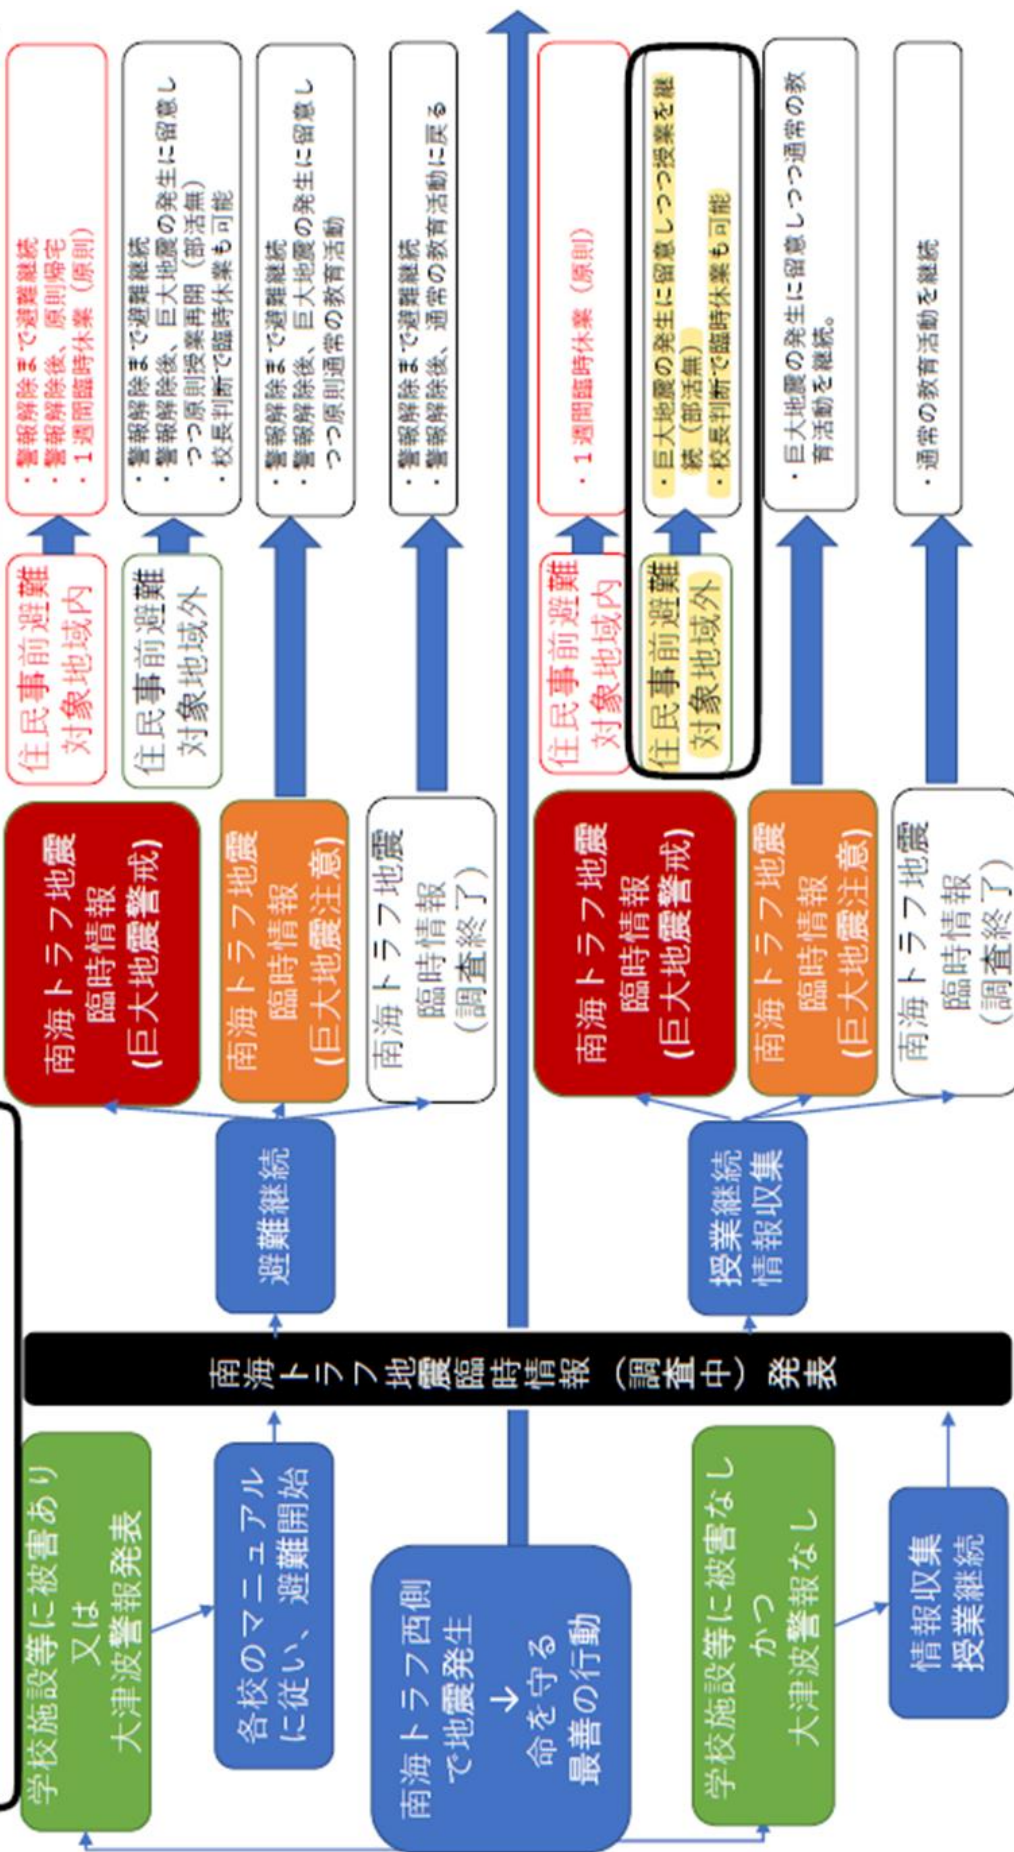 学校施設等に被害あり
又は
大津波警報発表
各校のマニュアル
に従い、避難開始
南海トラフ西側
で地震発生
↓
命を守る
最善の行動
学校施設等に被害なし
かつ
大津波警報なし
情報収集
授業継続
南海トラフ地震臨時情報（調査中）発表
避難継続
授業継続
情報収集
南海トラフ地震
臨時情報
(巨大地震警戒)
住民事前避難
対象地域内
・警報解除まで避難継続
・警報解除後、原則帰宅
・１週間臨時休業（原則）
住民事前避難
対象地域外
・警報解除まで避難継続
・警報解除後、巨大地震の発生に留意し
つつ原則授業再開（部活無）
・校長判断で臨時休業も可能
南海トラフ地震
臨時情報
(巨大地震注意)
・警報解除まで避難継続
・警報解除後、巨大地震の発生に留意し
つつ原則通常の教育活動
南海トラフ地震
臨時情報
(調査終了)
・警報解除まで避難継続
・警報解除後、通常の教育活動に戻る
南海トラフ地震
臨時情報
(巨大地震警戒)
住民事前避難
対象地域内
・１週間臨時休業（原則）
住民事前避難
対象地域外
・巨大地震の発生に留意しつつ授業を継
続（部活無）
・校長判断で臨時休業も可能
南海トラフ地震
臨時情報
(巨大地震注意)
・巨大地震の発生に留意しつつ通常の教
育活動を継続。
南海トラフ地震
臨時情報
(調査終了)
・通常の教育活動を継続